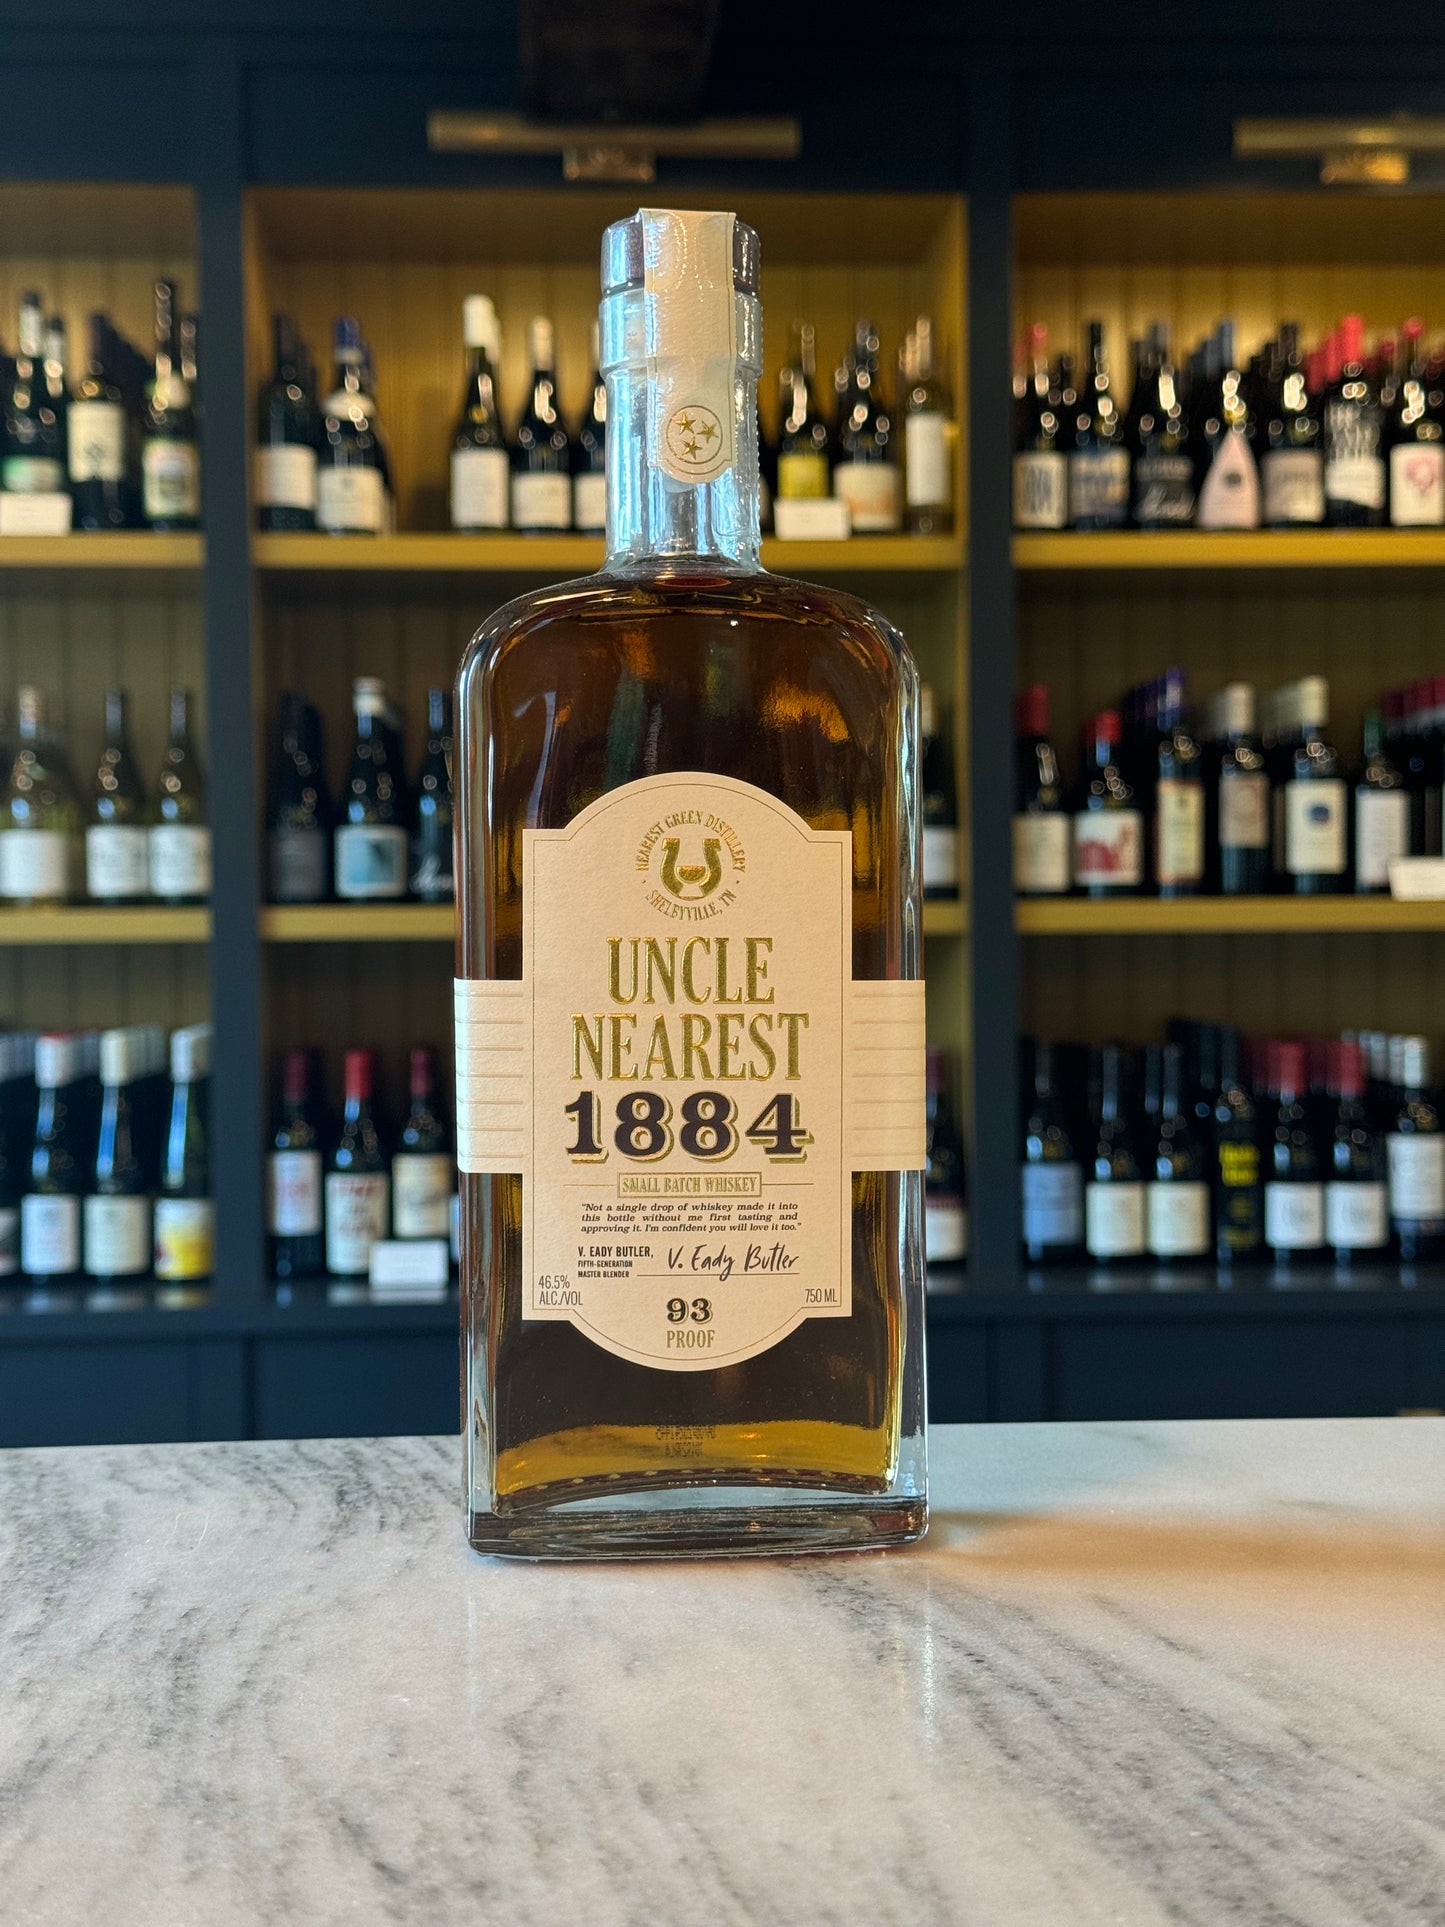 NEAREST GREEN DISTILLERY
SHELBYVILLE, TN
UNCLE
NEAREST
1884
SMALL BATCH WHISKEY
"Not a single drop of whiskey made it into
this bottle without me first tasting and
approving it. I'm confident you will love it too."
V. EADY BUTLER,
FIFTH-GENERATION
MASTER BLENDER
V. Eady Butler
46.5%
ALC./VOL
750 ML
93
PROOF